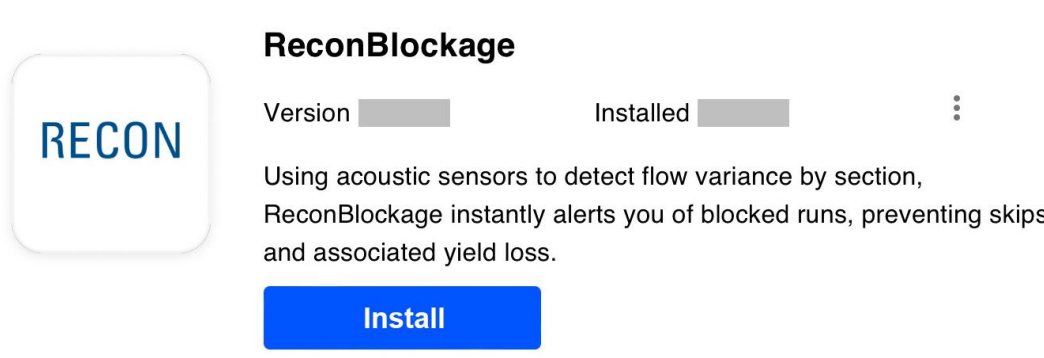 ReconBlockage
Version
Installed
RECON
Using acoustic sensors to detect flow variance by section,
ReconBlockage instantly alerts you of blocked runs, preventing skips
and associated yield loss.
Install